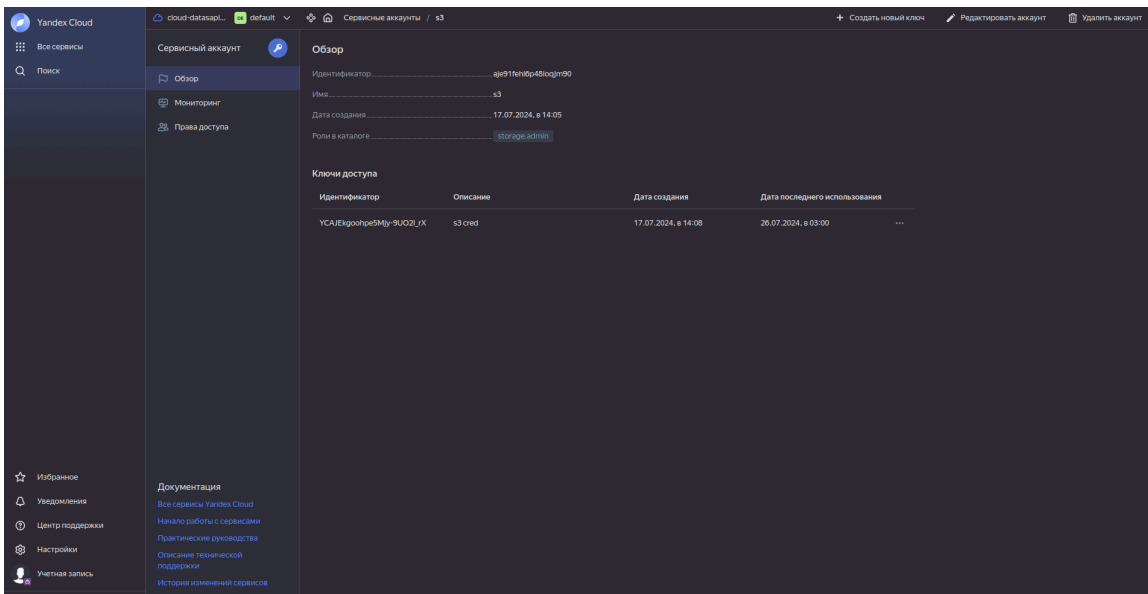 Yandex Cloud
Все сервисы
Поиск
Избранное
Уведомления
Центр поддержки
Настройки
Учетная запись
cloud-datasapi... DE default
Сервисные аккаунты / s3
+ Создать новый ключ
Редактировать аккаунт
Удалить аккаунт
Сервисный аккаунт
Обзор
Мониторинг
Права доступа
Документация
Все сервисы Yandex Cloud
Начало работы с сервисами
Практические руководства
Описание технической
поддержки
История изменений сервисов
Обзор
Идентификатор
Имя s3
Дата создания 17.07.2024, в 14:05
Роли в каталоге storage.admin
Ключи доступа
Идентификатор Описание Дата создания Дата последнего использования
s3 cred 17.07.2024, в 14:08 26.07.2024, в 03:00 ...